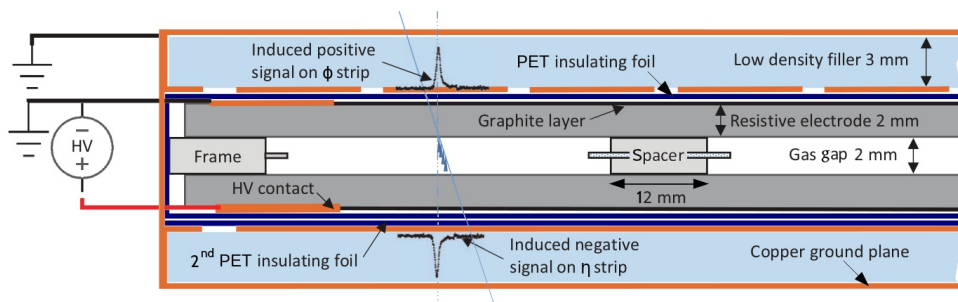 Induced positive
signal on ϕ strip
PET insulating foil
Low density filler 3 mm
Graphite layer
Resistive electrode 2 mm
−
HV
+
Frame
Spacer
Gas gap 2 mm
HV contact
12 mm
2nd PET insulating foil
Induced negative
signal on η strip
Copper ground plane